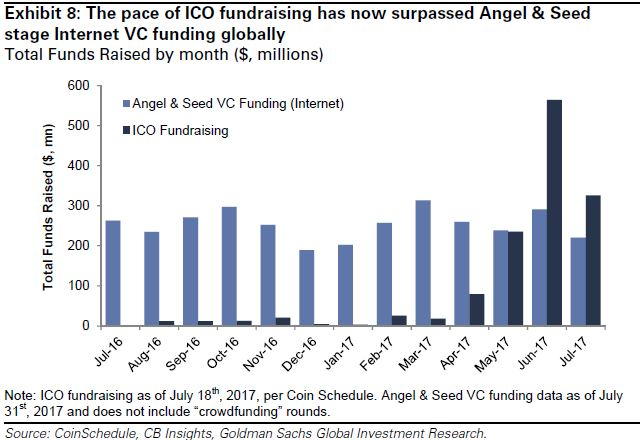 Exhibit 8: The pace of ICO fundraising has now surpassed Angel & Seed
stage Internet VC funding globally
Total Funds Raised by month ($, millions)
600
500
400
300
200
100
0
Total Funds Raised ($, mn)
Angel & Seed VC Funding (Internet)
ICO Fundraising
Jul-16
Aug-16
Sep-16
Oct-16
Nov-16
Dec-16
Jan-17
Feb-17
Mar-17
Apr-17
May-17
Jun-17
Jul-17
Note: ICO fundraising as of July 18th, 2017, per Coin Schedule. Angel & Seed VC funding data as of July
31st, 2017 and does not include “crowdfunding” rounds.
Source: CoinSchedule, CB Insights, Goldman Sachs Global Investment Research.